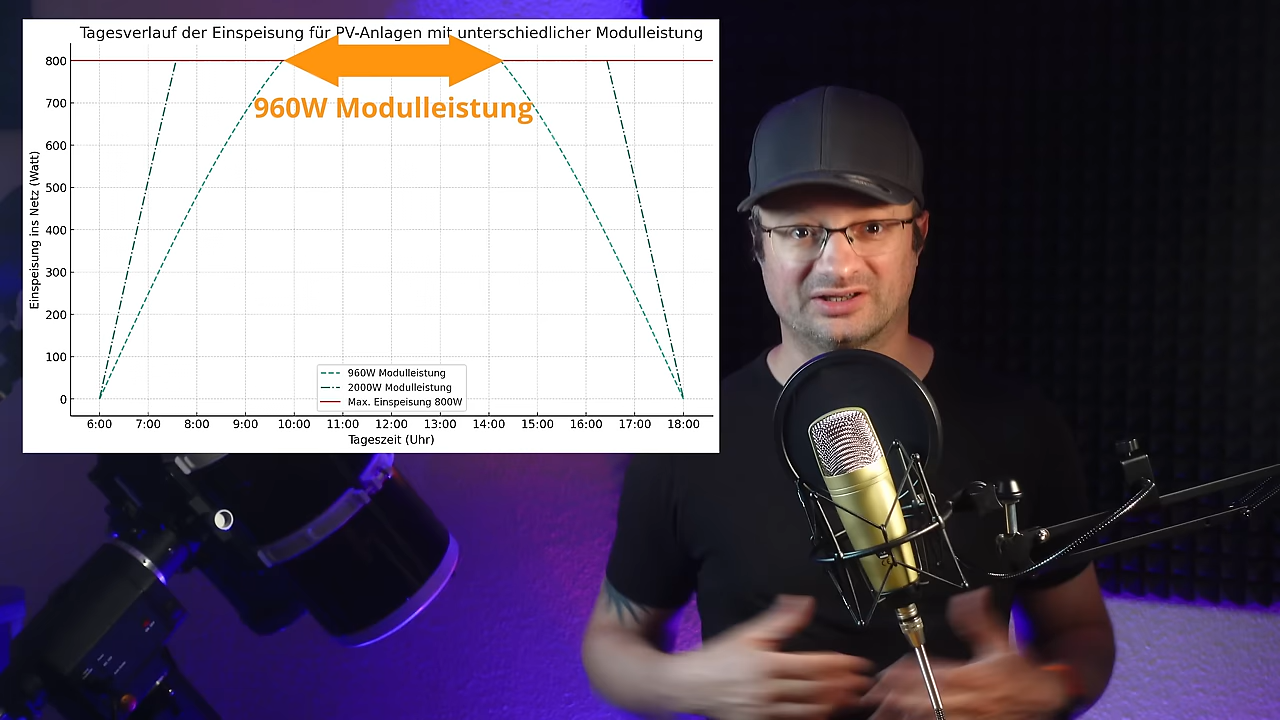 Tagesverlauf der Einspeisung für PV-Anlagen mit unterschiedlicher Modulleistung
960W Modulleistung
Einspeisung ins Netz (Watt)
800
700
600
500
400
300
200
100
0
960W Modulleistung
2000W Modulleistung
Max. Einspeisung 800W
6:00 7:00 8:00 9:00 10:00 11:00 12:00 13:00 14:00 15:00 16:00 17:00 18:00
Tageszeit (Uhr)